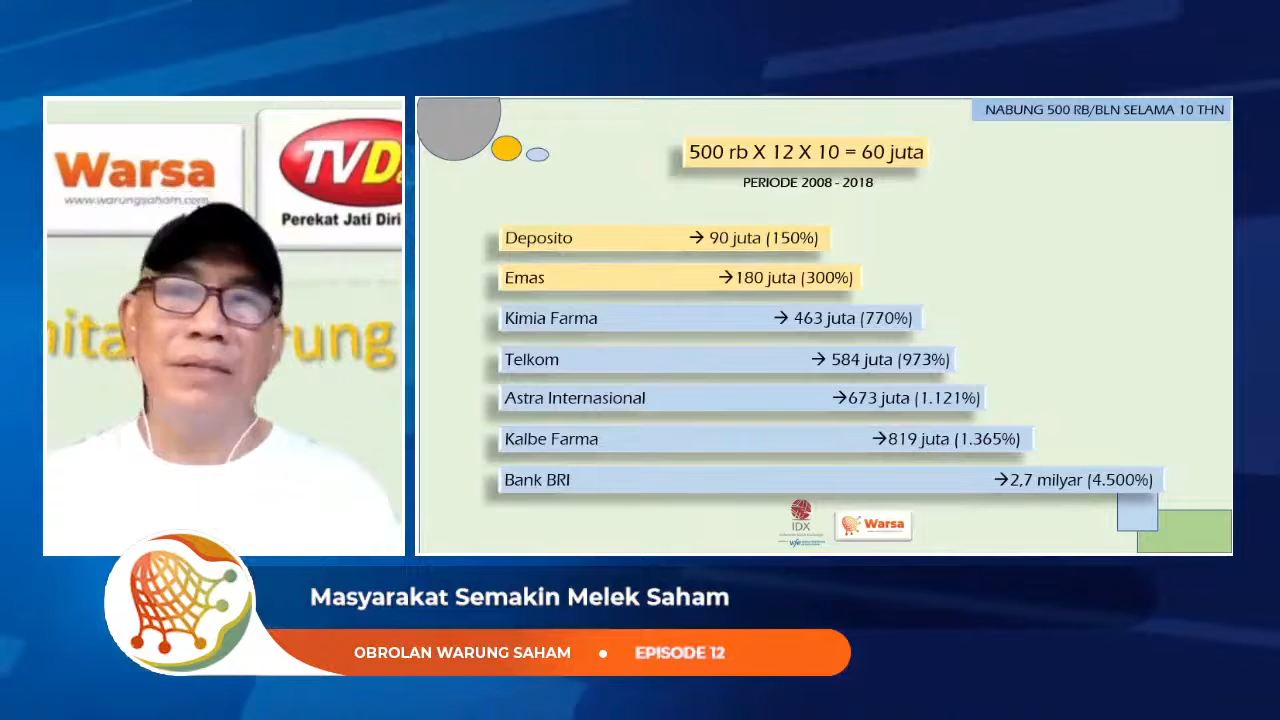 Warsa
www.warungsaham.com
TVD
Perekat Jati Diri
NABUNG 500 RB/BLN SELAMA 10 THN
500 rb X 12 X 10 = 60 juta
PERIODE 2008 - 2018
Deposito → 90 juta (150%)
Emas →180 juta (300%)
Kimia Farma → 463 juta (770%)
Telkom → 584 juta (973%)
Astra Internasional →673 juta (1.121%)
Kalbe Farma →819 juta (1.365%)
Bank BRI →2,7 milyar (4.500%)
IDX
Warsa
Masyarakat Semakin Melek Saham
OBROLAN WARUNG SAHAM • EPISODE 12